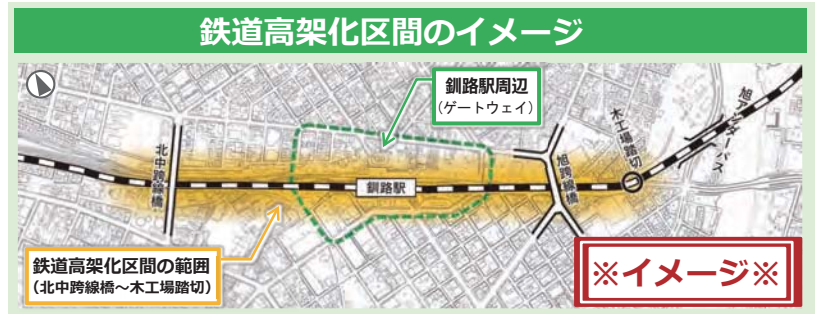 鉄道高架化区間のイメージ
釧路駅周辺
(ゲートウェイ)
北中跨線橋
釧路駅
旭跨線橋
木工場踏切
旭アンダーパス
鉄道高架化区間の範囲
(北中跨線橋～木工場踏切)
※イメージ※